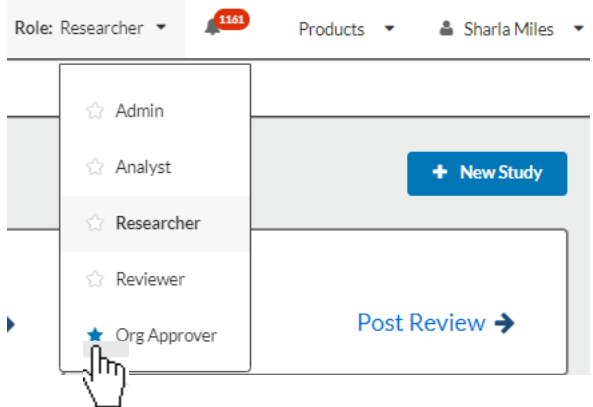 Role: Researcher 1161 Products Sharla Miles
Admin
Analyst
+ New Study
Researcher
Reviewer
Org Approver
Post Review →